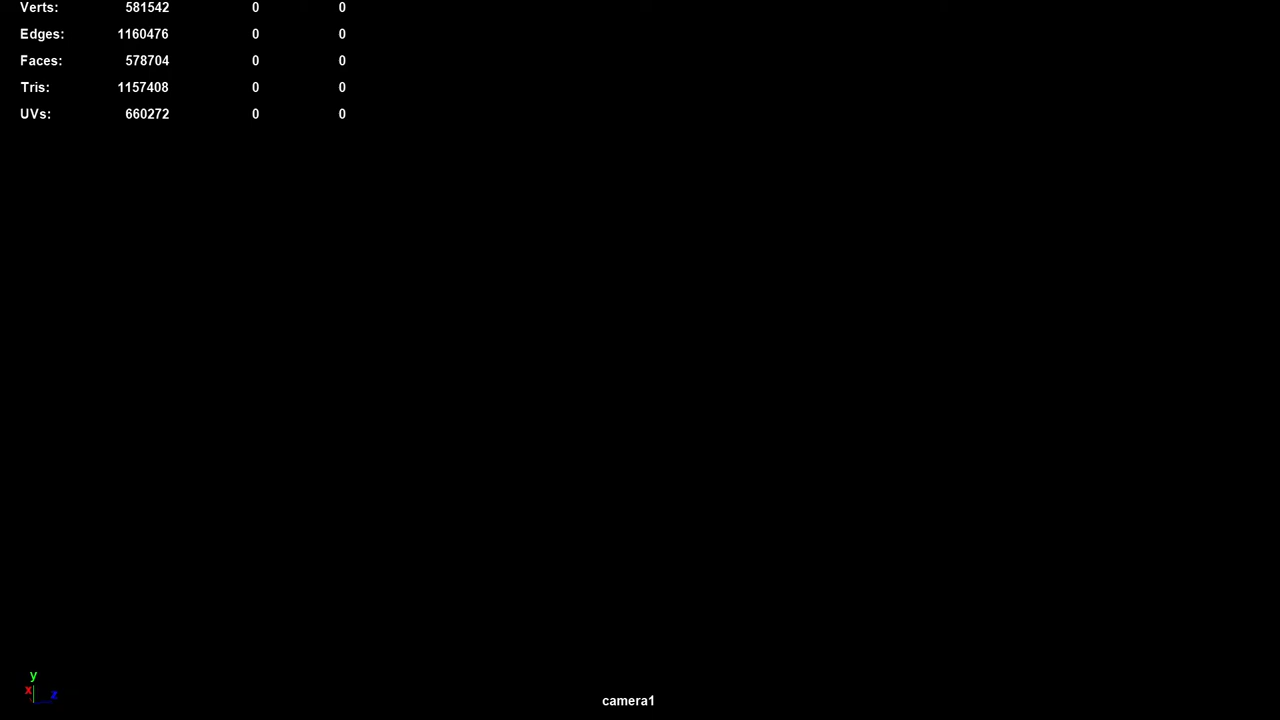 Verts: 581542 0 0
Edges: 1160476 0 0
Faces: 578704 0 0
Tris: 1157408 0 0
UVs: 660272 0 0
y
x z
camera1